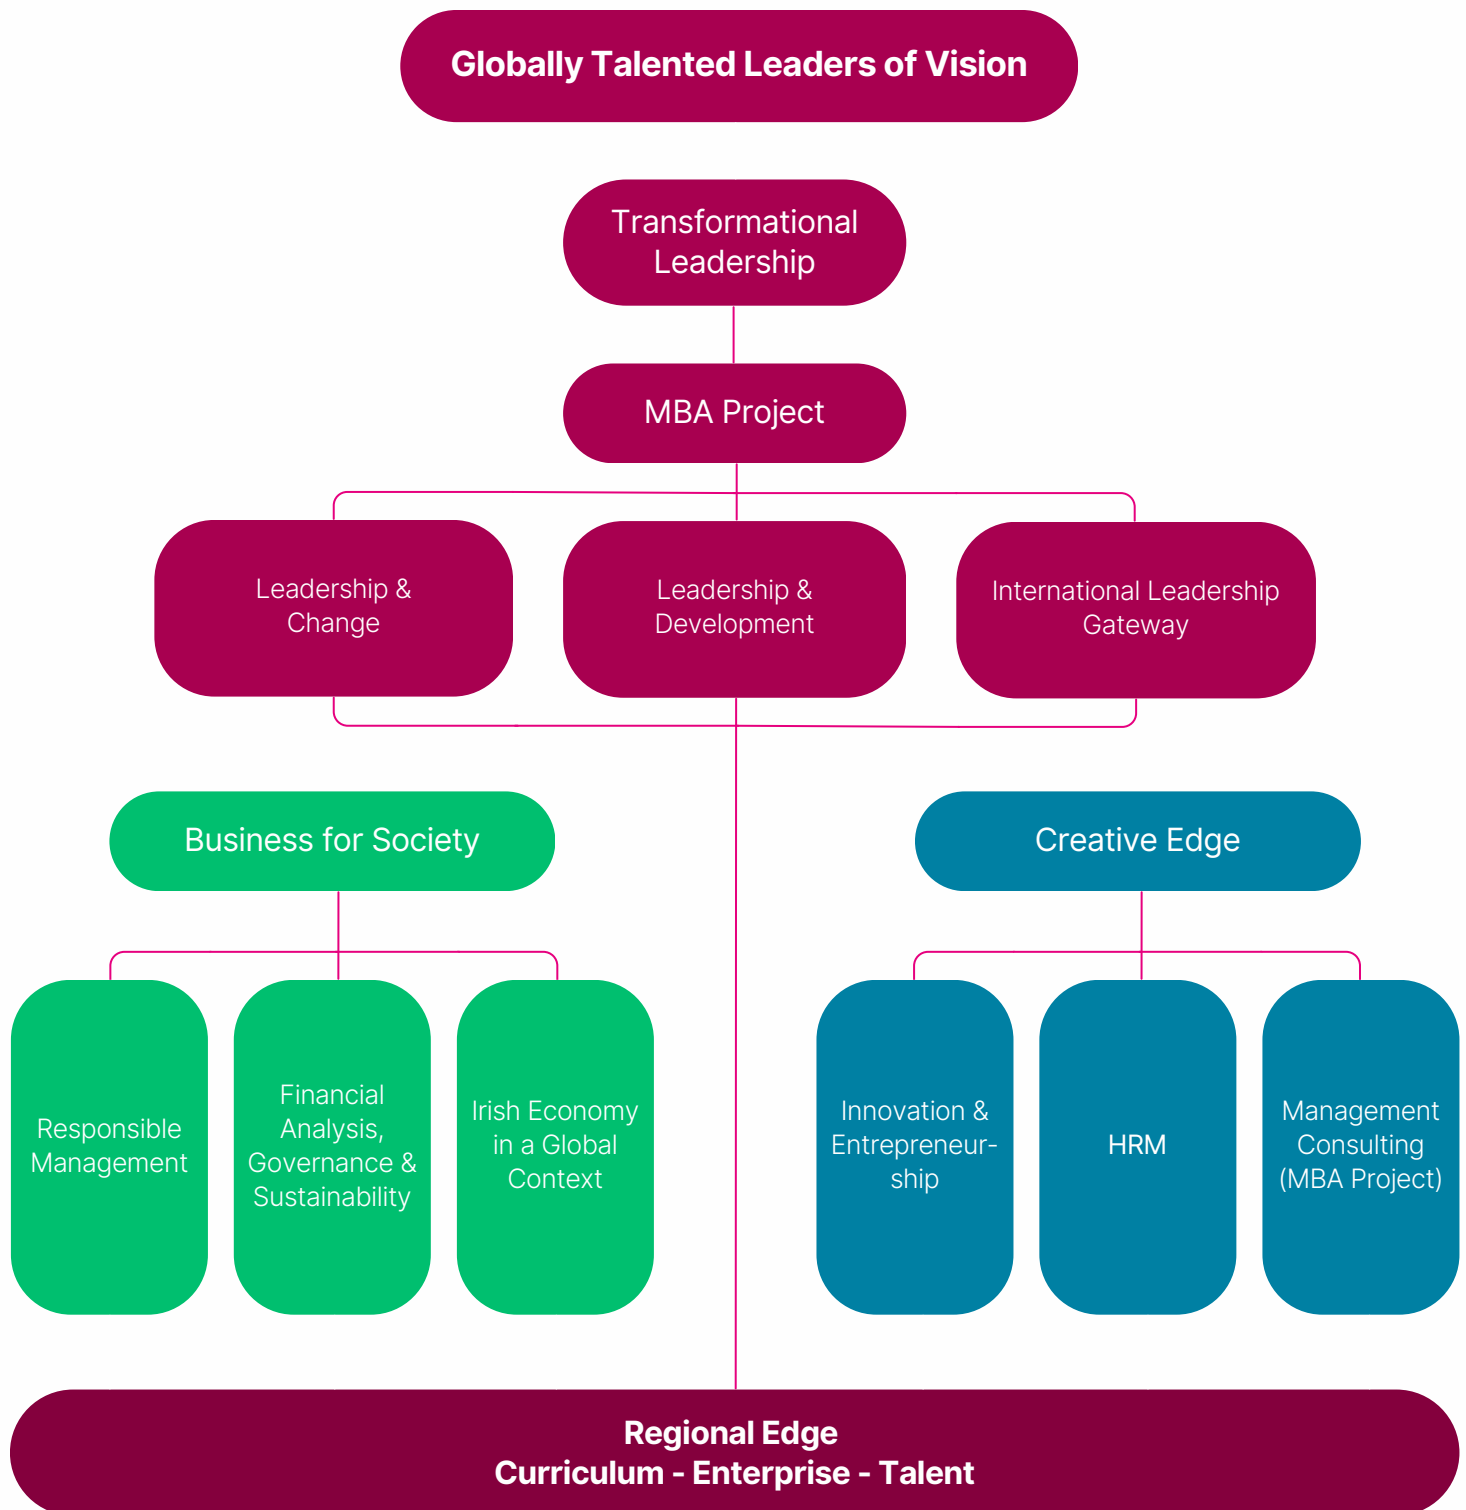 Globally Talented Leaders of Vision
Transformational
Leadership
MBA Project
Leadership &
Change
Leadership &
Development
International Leadership
Gateway
Business for Society
Creative Edge
Responsible
Management
Financial
Analysis,
Governance &
Sustainability
Irish Economy
in a Global
Context
Innovation &
Entrepreneur-
ship
HRM
Management
Consulting
(MBA Project)
Regional Edge
Curriculum - Enterprise - Talent